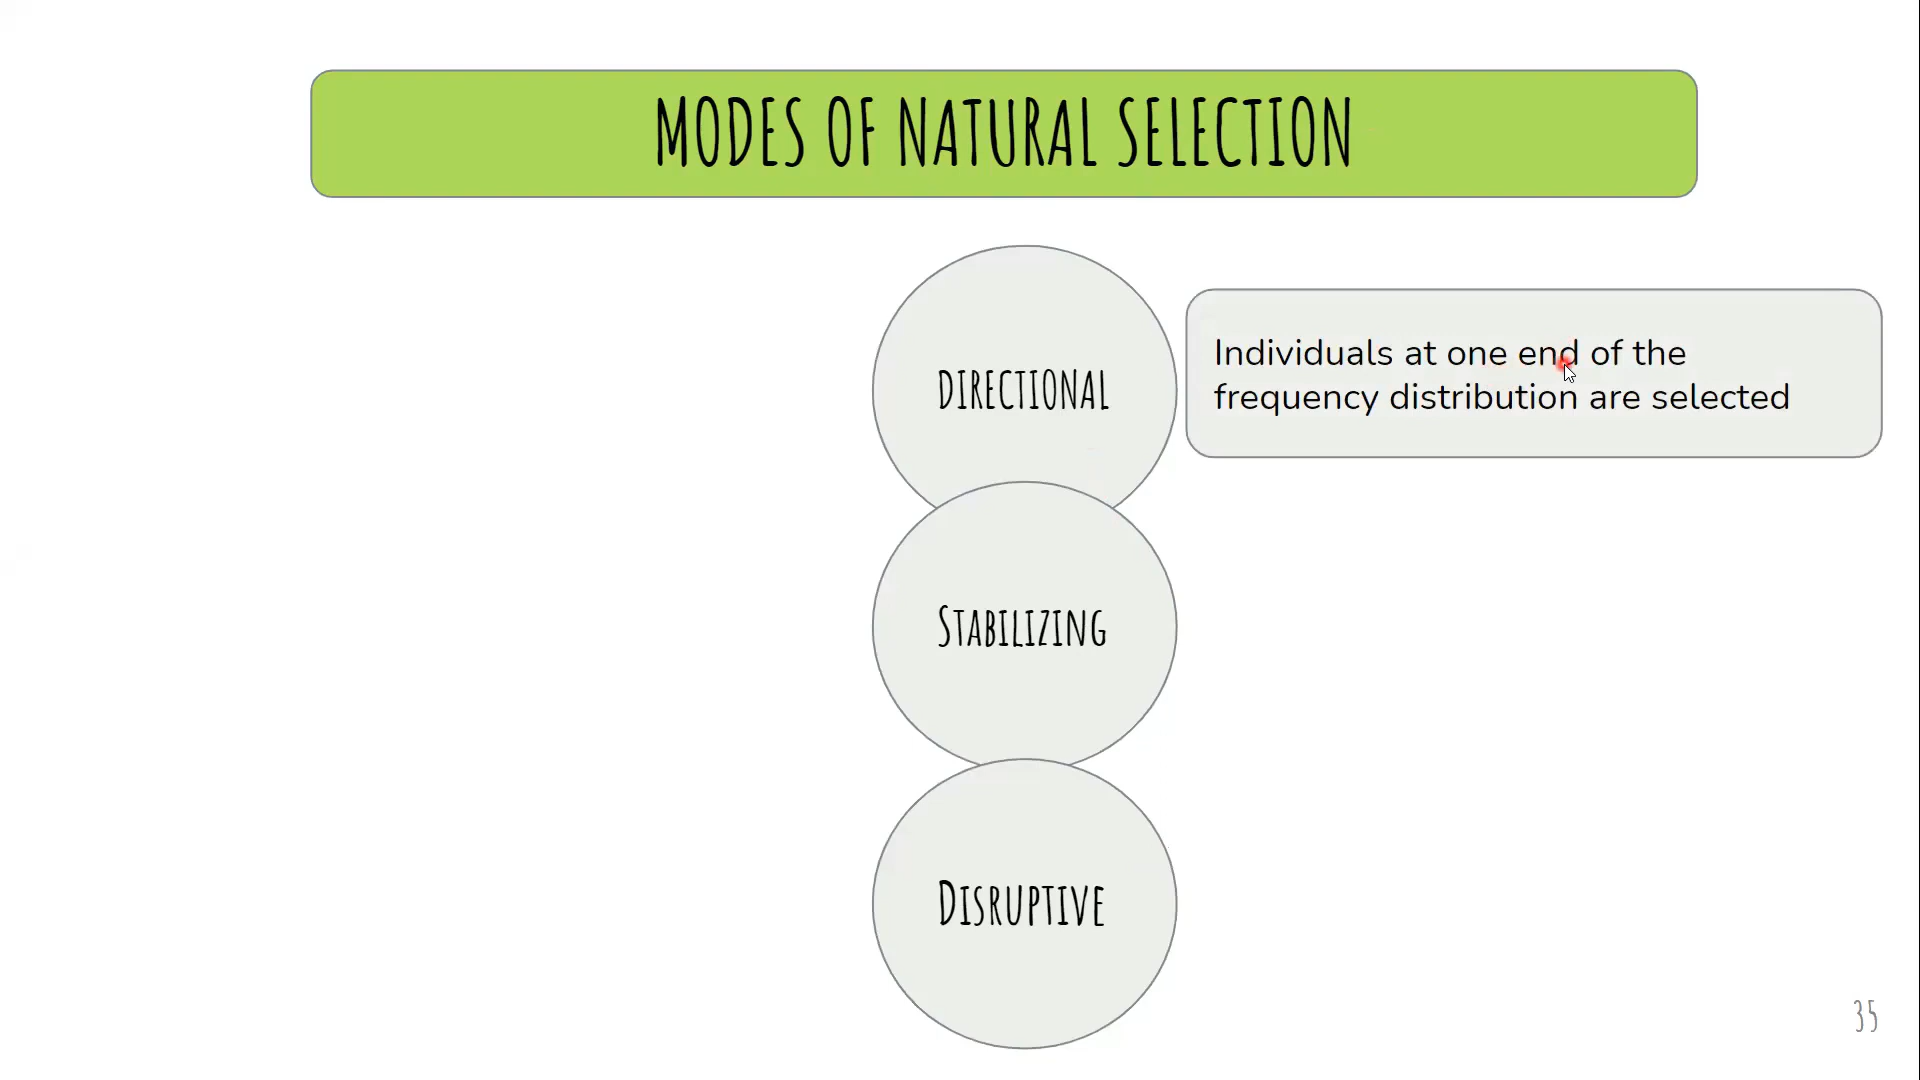 MODES OF NATURAL SELECTION
DIRECTIONAL
Individuals at one end of the
frequency distribution are selected
STABILIZING
DISRUPTIVE
35